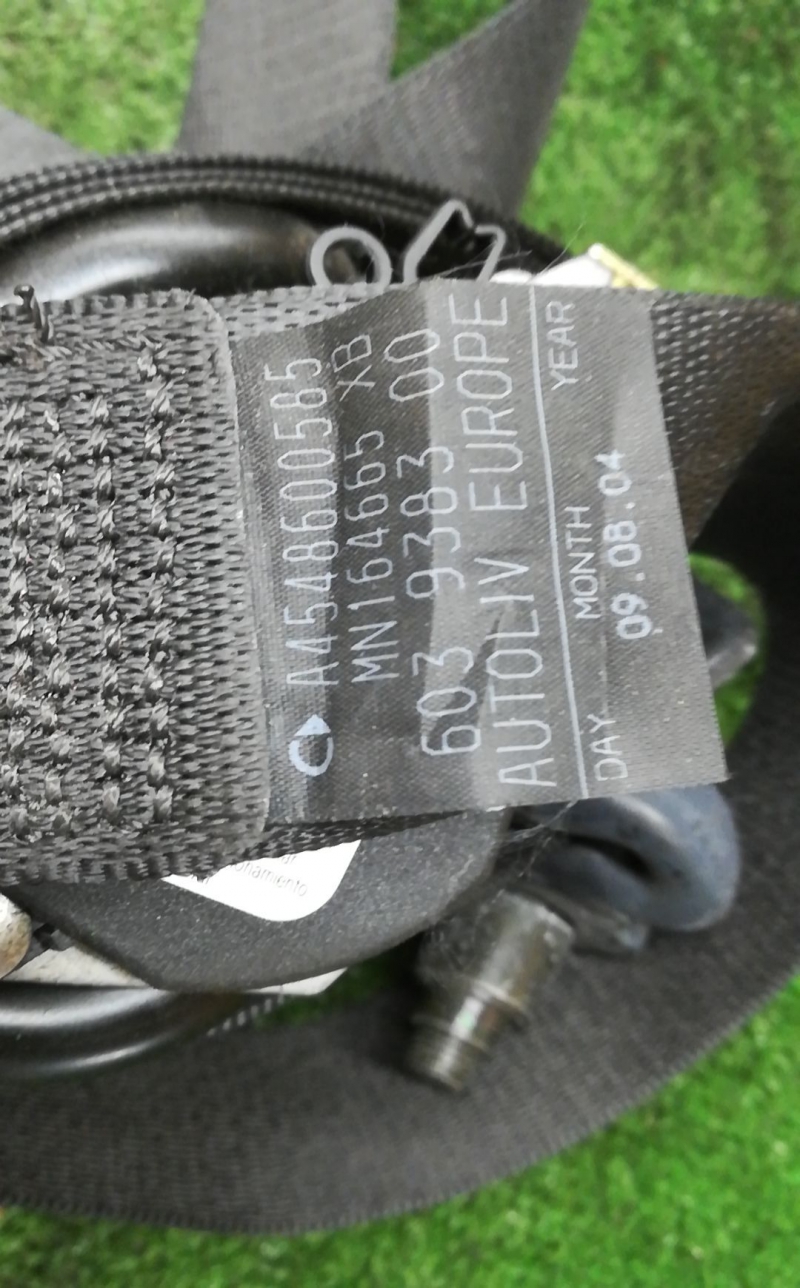 A4548600585
MN164665 XB
603 9383 00
AUTOLIV EUROPE
DAY MONTH YEAR
09.08.04